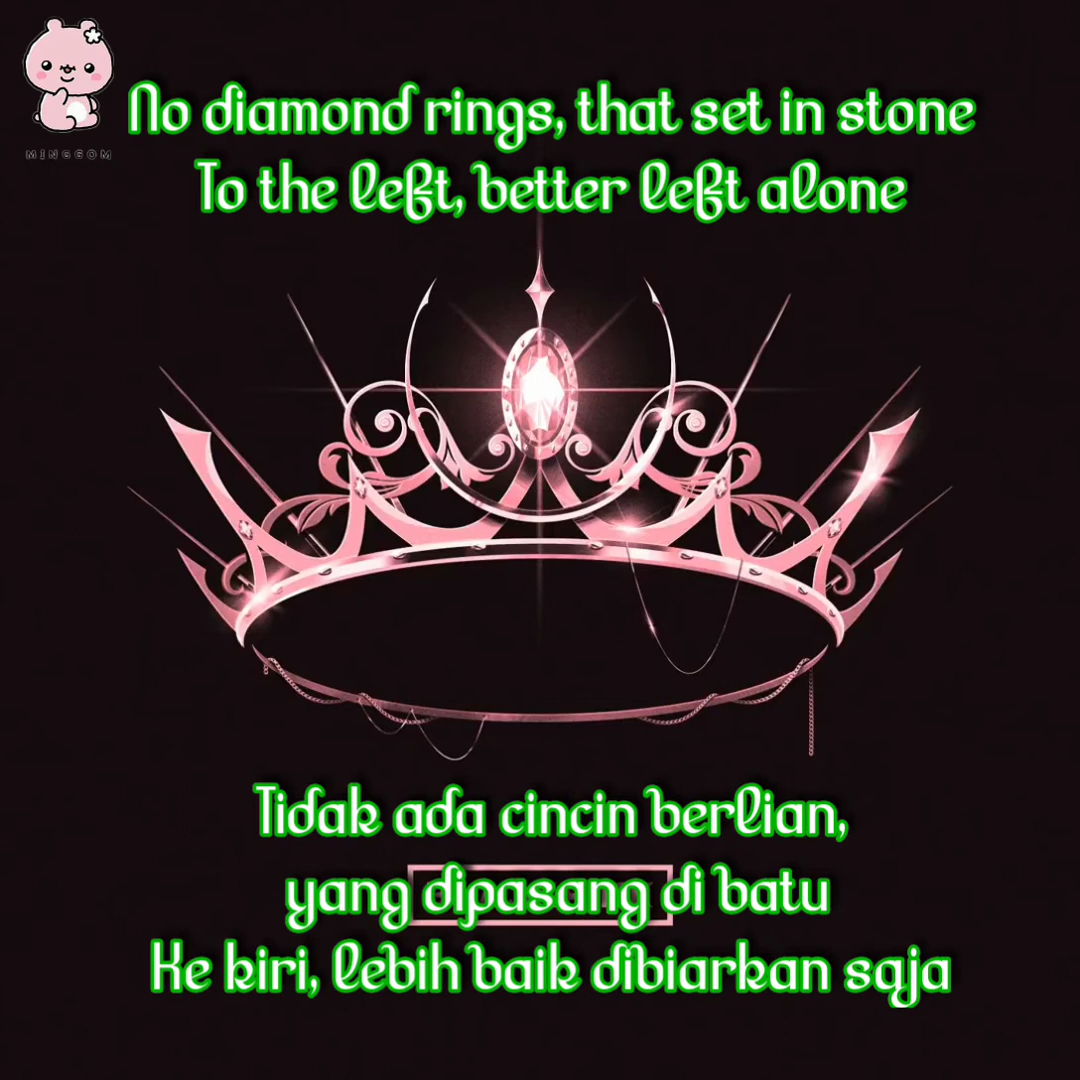 MINGGOM
No diamond rings, that set in stone
To the left, better left alone
Tidak ada cincin berlian,
yang dipasang di batu
Ke kiri, lebih baik dibiarkan saja